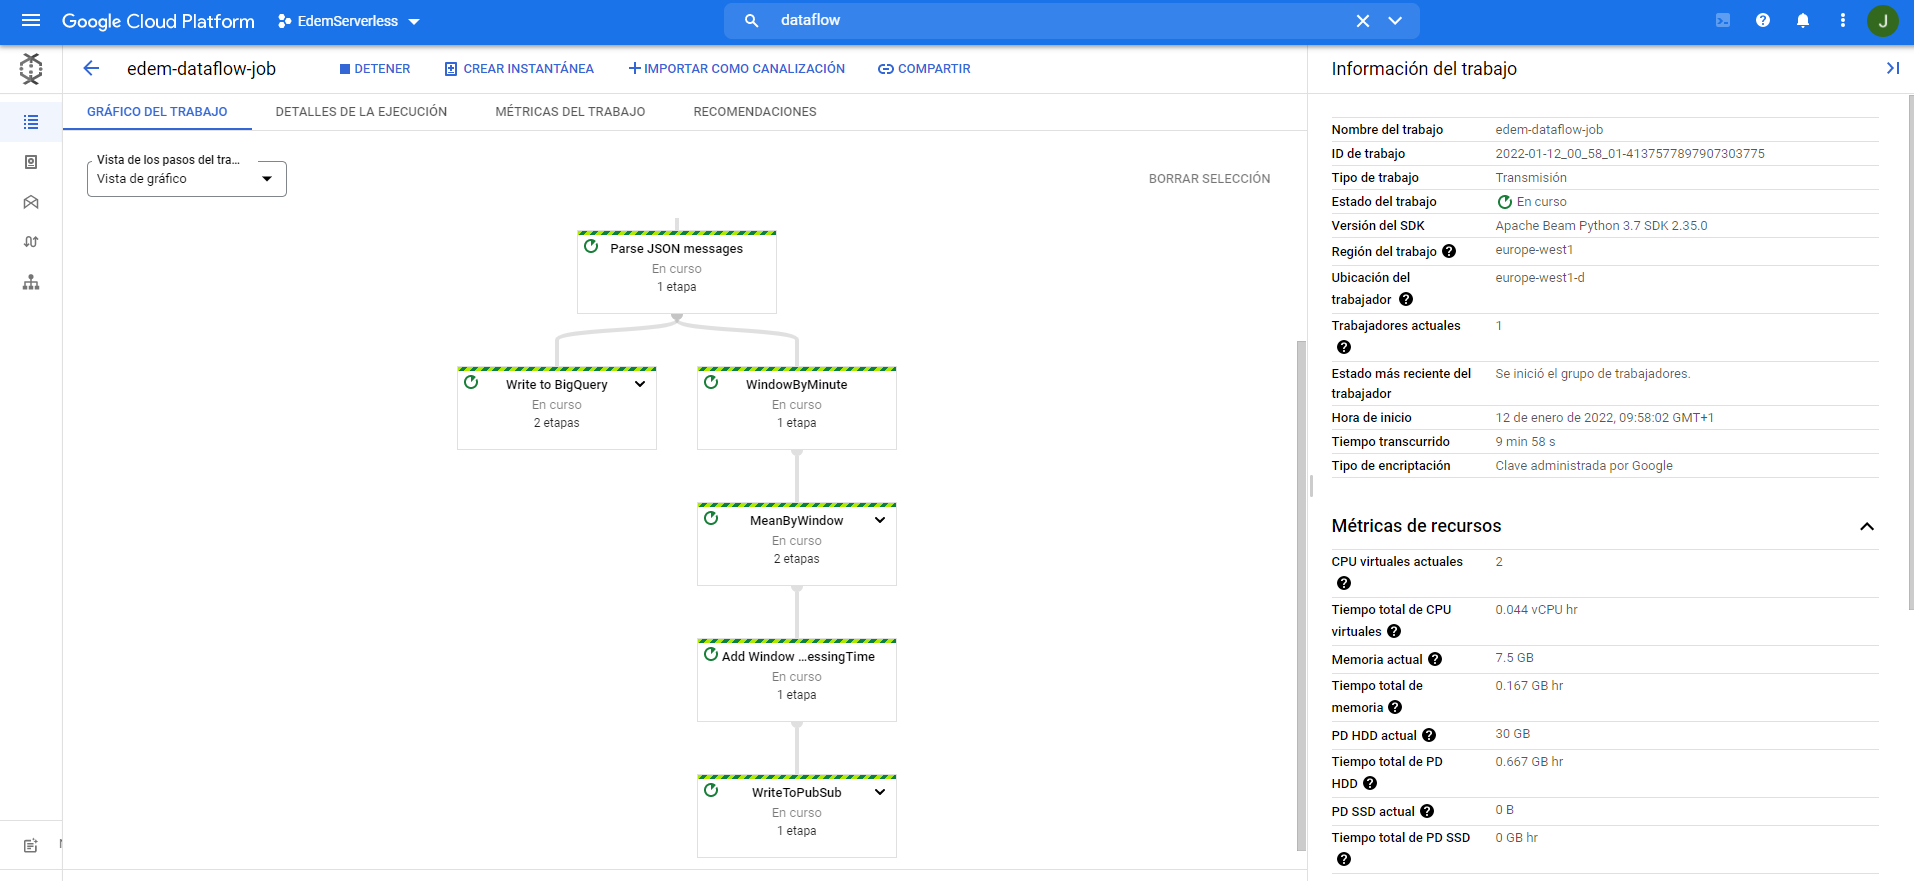 Google Cloud Platform
EdemServerless
dataflow
J
edem-dataflow-job
DETENER
CREAR INSTANTÁNEA
IMPORTAR COMO CANALIZACIÓN
COMPARTIR
GRÁFICO DEL TRABAJO
DETALLES DE LA EJECUCIÓN
MÉTRICAS DEL TRABAJO
RECOMENDACIONES
Vista de los pasos del tra...
Vista de gráfico
BORRAR SELECCIÓN
Parse JSON messages
En curso
1 etapa
Write to BigQuery
En curso
2 etapas
WindowByMinute
En curso
1 etapa
MeanByWindow
En curso
2 etapas
Add Window ...essingTime
En curso
1 etapa
WriteToPubSub
En curso
1 etapa
Información del trabajo
Nombre del trabajo
edem-dataflow-job
ID de trabajo
2022-01-12_00_58_01-4137577897907303775
Tipo de trabajo
Transmisión
Estado del trabajo
En curso
Versión del SDK
Apache Beam Python 3.7 SDK 2.35.0
Región del trabajo
europe-west1
Ubicación del
trabajador
europe-west1-d
Trabajadores actuales
1
Estado más reciente del
trabajador
Se inició el grupo de trabajadores.
Hora de inicio
12 de enero de 2022, 09:58:02 GMT+1
Tiempo transcurrido
9 min 58 s
Tipo de encriptación
Clave administrada por Google
Métricas de recursos
CPU virtuales actuales
2
Tiempo total de CPU
virtuales
0.044 vCPU hr
Memoria actual
7.5 GB
Tiempo total de
memoria
0.167 GB hr
PD HDD actual
30 GB
Tiempo total de PD
HDD
0.667 GB hr
PD SSD actual
0 B
Tiempo total de PD SSD
0 GB hr